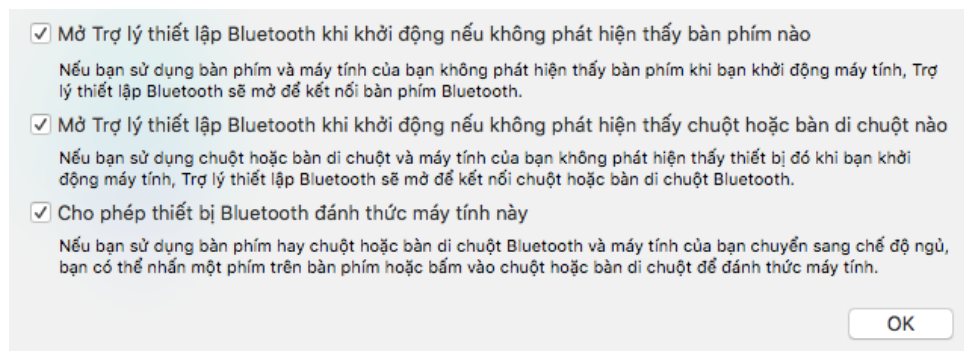 Mở Trợ lý thiết lập Bluetooth khi khởi động nếu không phát hiện thấy bàn phím nào
Nếu bạn sử dụng bàn phím và máy tính của bạn không phát hiện thấy bàn phím khi bạn khởi động máy tính, Trợ
lý thiết lập Bluetooth sẽ mở để kết nối bàn phím Bluetooth.
Mở Trợ lý thiết lập Bluetooth khi khởi động nếu không phát hiện thấy chuột hoặc bàn di chuột nào
Nếu bạn sử dụng chuột hoặc bàn di chuột và máy tính của bạn không phát hiện thấy thiết bị đó khi bạn khởi
động máy tính, Trợ lý thiết lập Bluetooth sẽ mở để kết nối chuột hoặc bàn di chuột Bluetooth.
Cho phép thiết bị Bluetooth đánh thức máy tính này
Nếu bạn sử dụng bàn phím hay chuột hoặc bàn di chuột Bluetooth và máy tính của bạn chuyển sang chế độ ngủ,
bạn có thể nhấn một phím trên bàn phím hoặc bấm vào chuột hoặc bàn di chuột để đánh thức máy tính.
OK